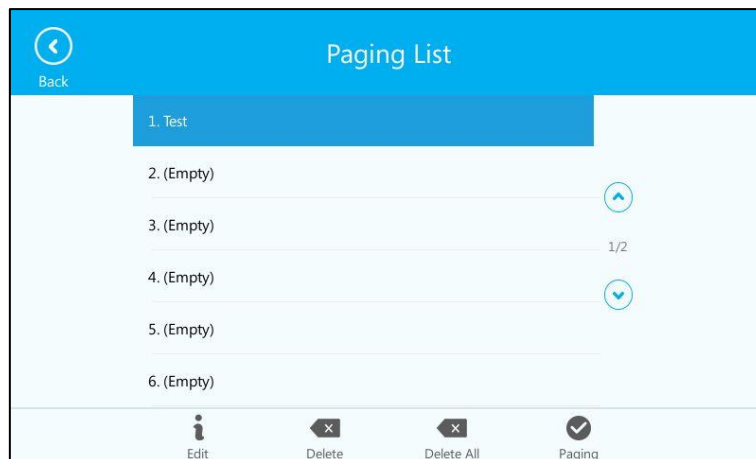 Paging List
Back
1. Test
2. (Empty)
3. (Empty)
1/2
4. (Empty)
5. (Empty)
6. (Empty)
Edit Delete Delete All Paging